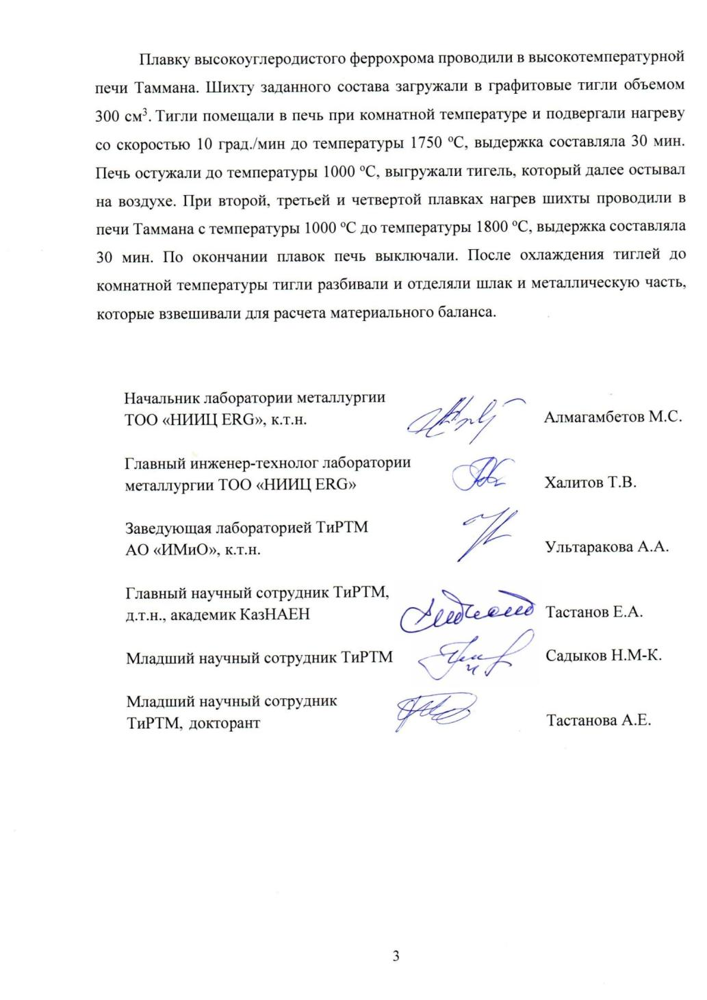 Плавку высокоуглеродистого феррохрома проводили в высокотемпературной
печи Таммана. Шихту заданного состава загружали в графитовые тигли объемом
300 см³. Тигли помещали в печь при комнатной температуре и подвергали нагреву
со скоростью 10 град./мин до температуры 1750 ºС, выдержка составляла 30 мин.
Печь остужали до температуры 1000 ºС, выгружали тигель, который далее остывал
на воздухе. При второй, третьей и четвертой плавках нагрев шихты проводили в
печи Таммана с температуры 1000 ºС до температуры 1800 ºС, выдержка составляла
30 мин. По окончании плавок печь выключали. После охлаждения тиглей до
комнатной температуры тигли разбивали и отделяли шлак и металлическую часть,
которые взвешивали для расчета материального баланса.
Начальник лаборатории металлургии
ТОО «НИИЦ ERG», к.т.н. Алмагамбетов М.С.
Главный инженер-технолог лаборатории
металлургии ТОО «НИИЦ ERG» Халитов Т.В.
Заведующая лабораторией ТиРТМ
АО «ИМиО», к.т.н. Ультаракова А.А.
Главный научный сотрудник ТиРТМ,
д.т.н., академик КазНАЕН Тастанов Е.А.
Младший научный сотрудник ТиРТМ Садыков Н.М-К.
Младший научный сотрудник
ТиРТМ, докторант Тастанова А.Е.
3